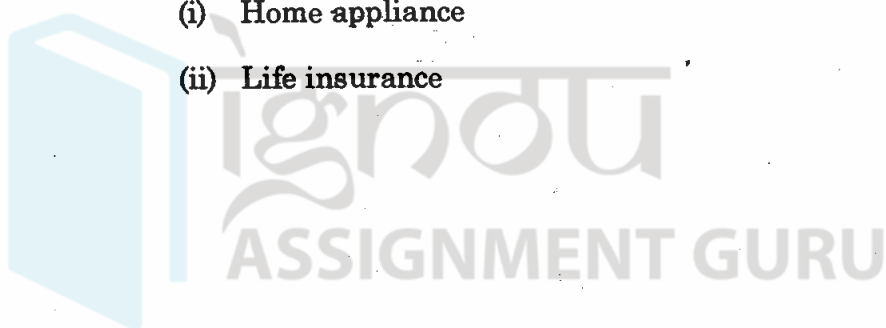 (i) Home appliance
(ii) Life insurance
ignou
ASSIGNMENT GURU